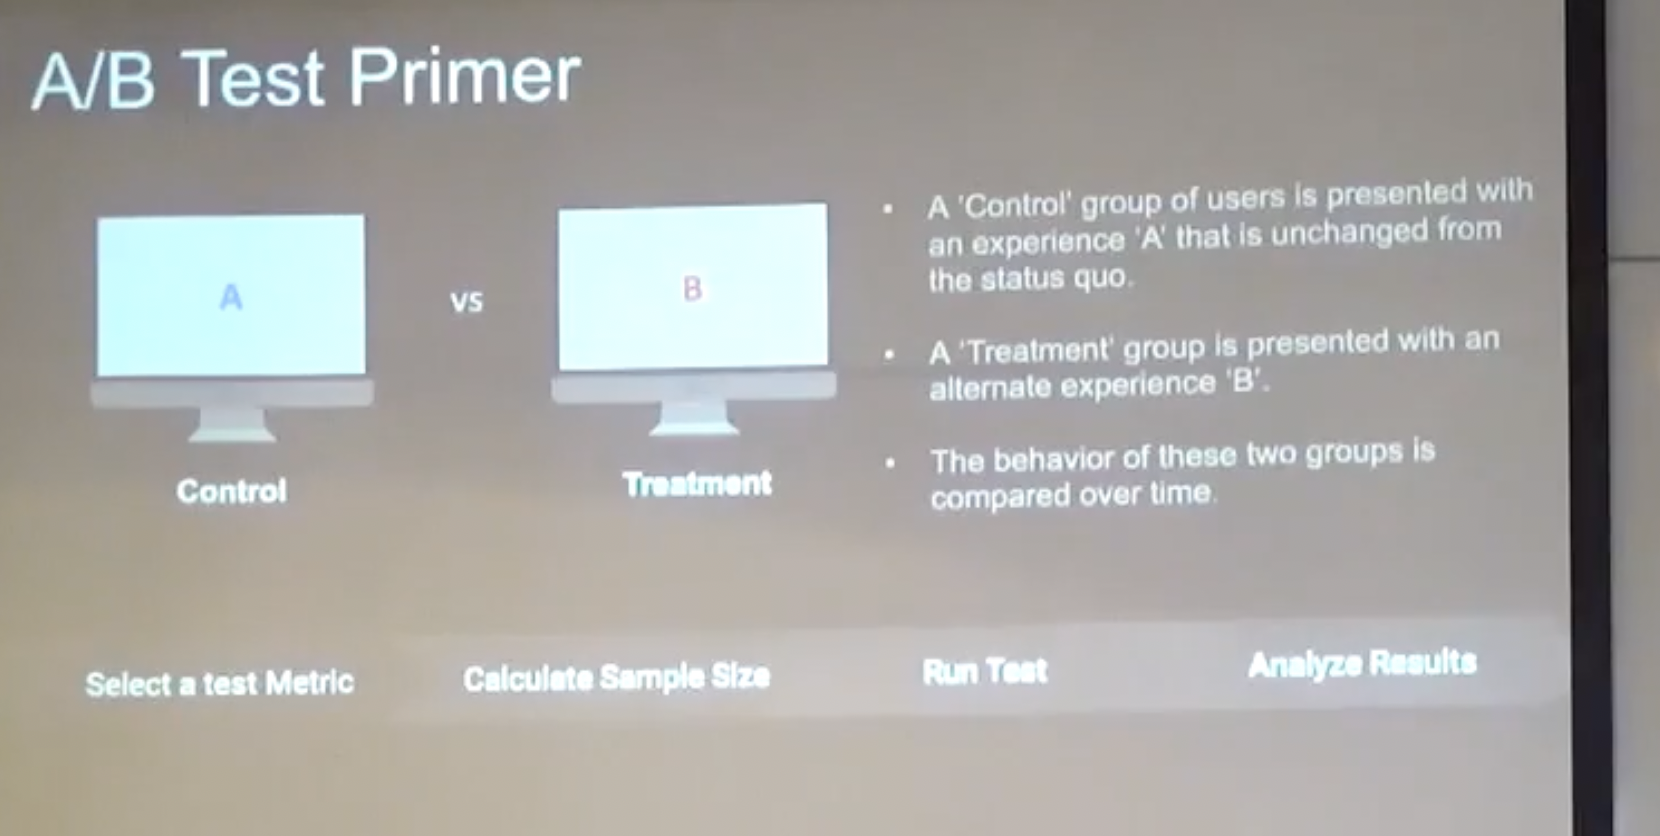 A/B Test Primer
A
vs
B
Control
Treatment
• A 'Control' group of users is presented with
an experience 'A' that is unchanged from
the status quo.
• A 'Treatment' group is presented with an
alternate experience 'B'.
• The behavior of these two groups is
compared over time.
Select a test Metric
Calculate Sample Size
Run Test
Analyze Results